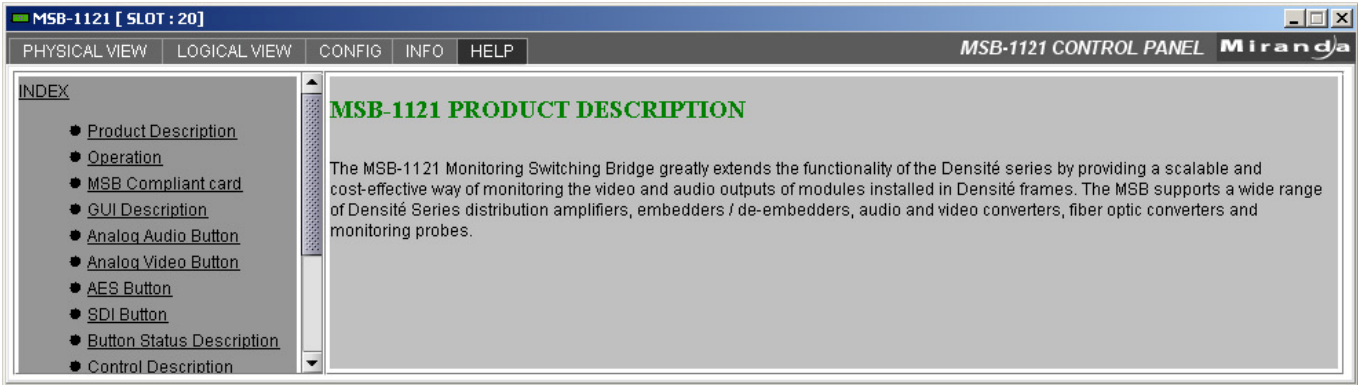 MSB-1121 [ SLOT : 20]
PHYSICAL VIEW LOGICAL VIEW CONFIG INFO HELP MSB-1121 CONTROL PANEL Miranda
INDEX
Product Description
Operation
MSB Compliant card
GUI Description
Analog Audio Button
Analog Video Button
AES Button
SDI Button
Button Status Description
Control Description
MSB-1121 PRODUCT DESCRIPTION
The MSB-1121 Monitoring Switching Bridge greatly extends the functionality of the Densité series by providing a scalable and
cost-effective way of monitoring the video and audio outputs of modules installed in Densité frames. The MSB supports a wide range
of Densité Series distribution amplifiers, embedders / de-embedders, audio and video converters, fiber optic converters and
monitoring probes.